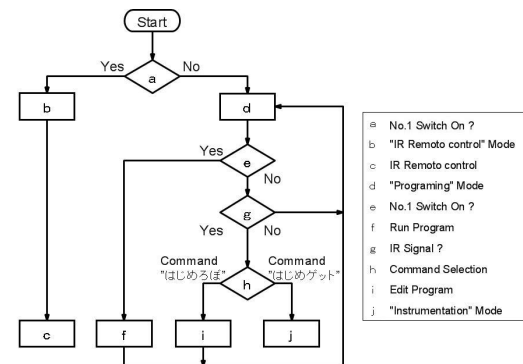 Start
Yes
No
a
b
d
Yes
e
No
g
Yes
No
Command
"はじめろぼ"
Command
"はじめゲット"
h
c
f
i
j
a No.1 Switch On ?
b "IR Remoto control" Mode
c IR Remoto control
d "Programing" Mode
e No.1 Switch On ?
f Run Program
g IR Signal ?
h Command Selection
i Edit Program
j "Instrumentation" Mode